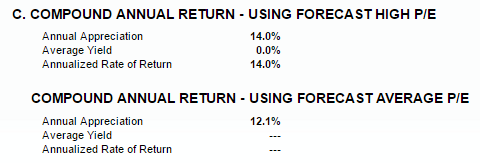 C. COMPOUND ANNUAL RETURN - USING FORECAST HIGH P/E
Annual Appreciation 14.0%
Average Yield 0.0%
Annualized Rate of Return 14.0%
COMPOUND ANNUAL RETURN - USING FORECAST AVERAGE P/E
Annual Appreciation 12.1%
Average Yield ---
Annualized Rate of Return ---